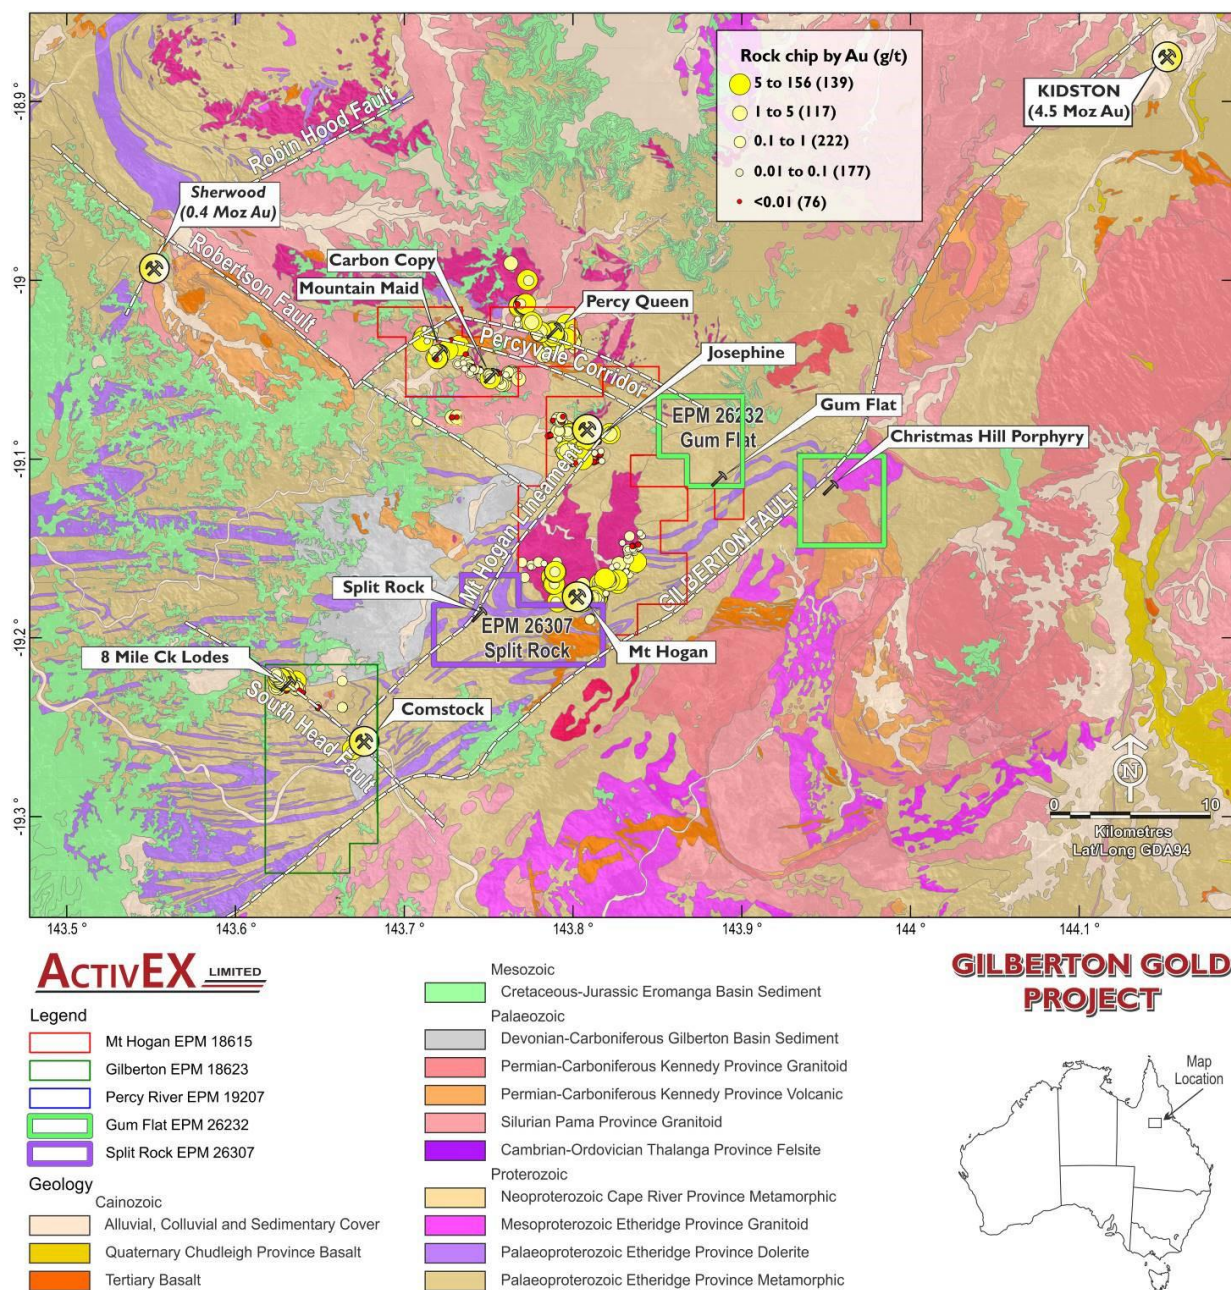 Rock chip by Au (g/t)
5 to 156 (139)
1 to 5 (117)
0.1 to 1 (222)
0.01 to 0.1 (177)
<0.01 (76)
KIDSTON
(4.5 Moz Au)
Robin Hood Fault
Sherwood
(0.4 Moz Au)
Robertson Fault
Carbon Copy
Mountain Maid
Percy Queen
Percyvale Corridor
Josephine
EPM 26232
Gum Flat
Gum Flat
Christmas Hill Porphyry
Mt Hogan Lineament
GILBERTON FAULT
Split Rock
EPM 26307
Split Rock
Mt Hogan
8 Mile Ck Lodes
South Head Fault
Comstock
N
0 10
Kilometres
Lat/Long GDA94
-18.9°
-19°
-19.1°
-19.2°
-19.3°
143.5° 143.6° 143.7° 143.8° 143.9° 144° 144.1°
ACTIVEX LIMITED
Legend
Mt Hogan EPM 18615
Gilberton EPM 18623
Percy River EPM 19207
Gum Flat EPM 26232
Split Rock EPM 26307
Geology
Cainozoic
Alluvial, Colluvial and Sedimentary Cover
Quaternary Chudleigh Province Basalt
Tertiary Basalt
Mesozoic
Cretaceous-Jurassic Eromanga Basin Sediment
Palaeozoic
Devonian-Carboniferous Gilberton Basin Sediment
Permian-Carboniferous Kennedy Province Granitoid
Permian-Carboniferous Kennedy Province Volcanic
Silurian Pama Province Granitoid
Cambrian-Ordovician Thalanga Province Felsite
Proterozoic
Neoproterozoic Cape River Province Metamorphic
Mesoproterozoic Etheridge Province Granitoid
Palaeoproterozoic Etheridge Province Dolerite
Palaeoproterozoic Etheridge Province Metamorphic
GILBERTON GOLD
PROJECT
Map
Location